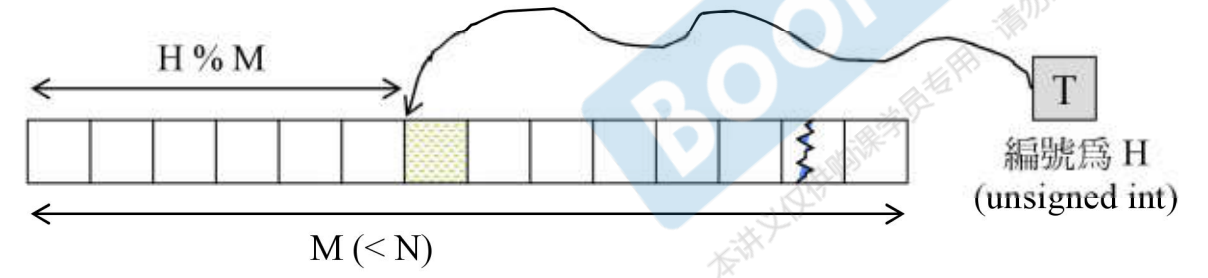 H % M
T
編號爲 H
(unsigned int)
M (< N)
BOO
本讲义仅供购课学员专用,请勿